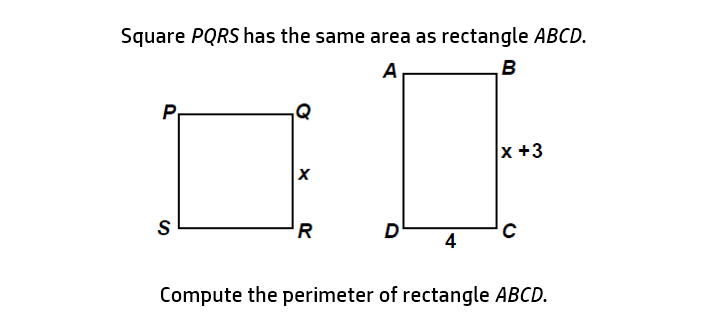 Square PQRS has the same area as rectangle ABCD.
A B
P Q
x +3
x
S R D C
4
Compute the perimeter of rectangle ABCD.